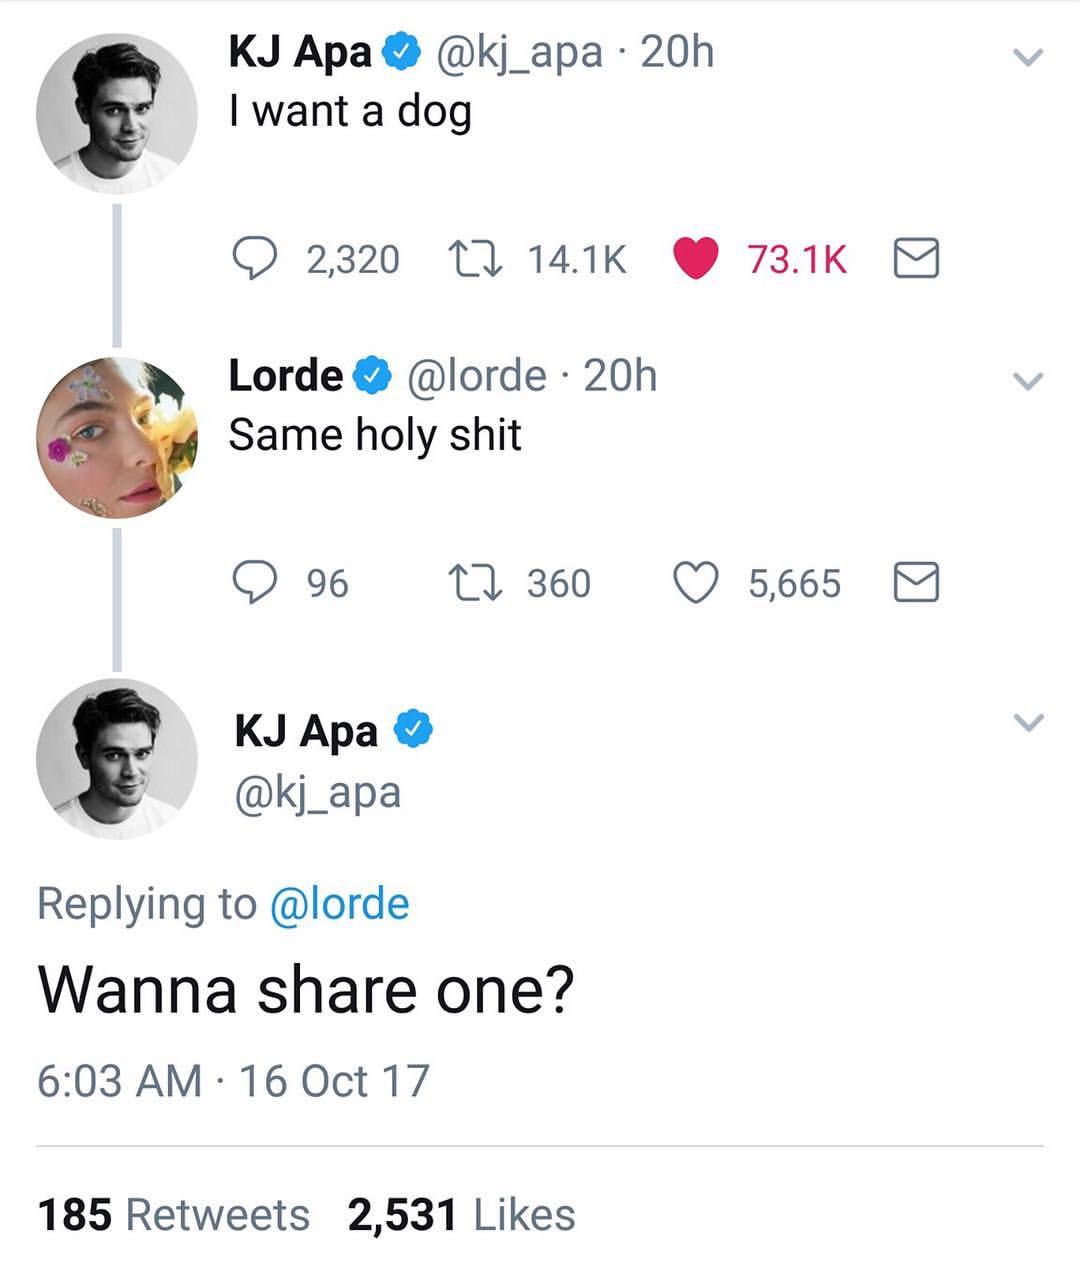 KJ Apa @kj_apa · 20h
I want a dog
2,320 14.1K 73.1K
Lorde @lorde · 20h
Same holy shit
96 360 5,665
KJ Apa
@kj_apa
Replying to @lorde
Wanna share one?
6:03 AM · 16 Oct 17
185 Retweets 2,531 Likes